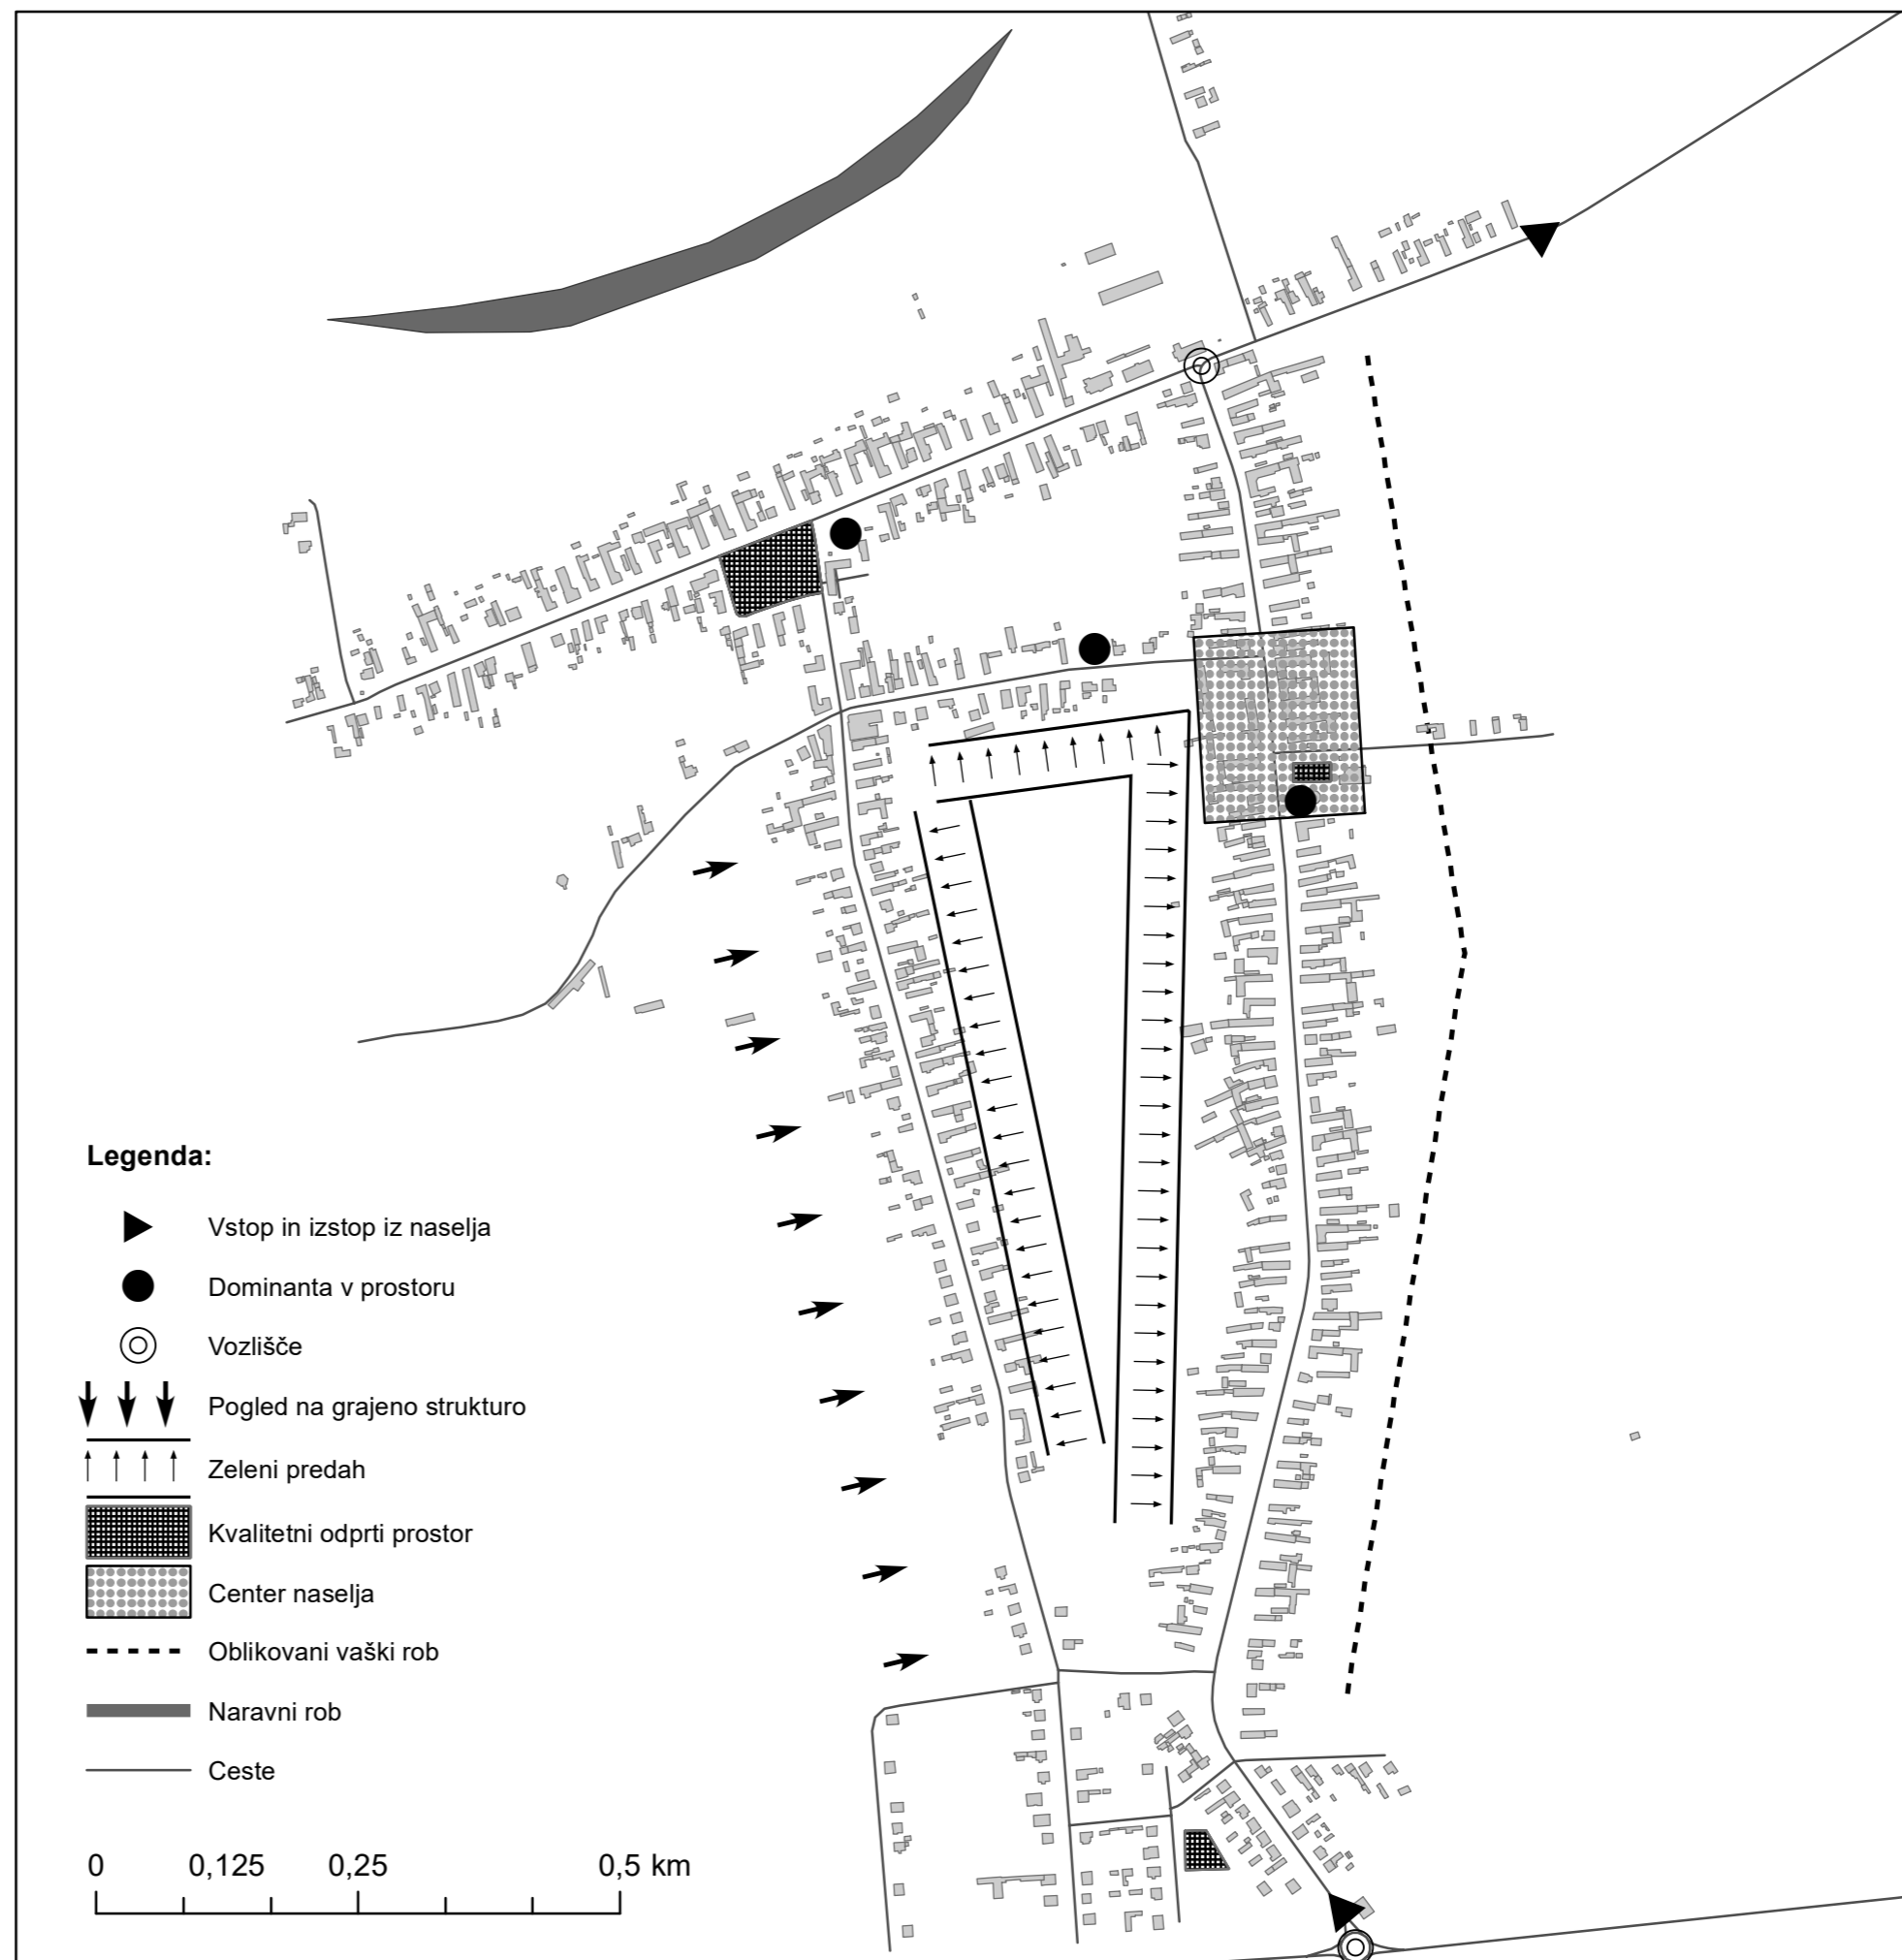 Legenda:
Vstop in izstop iz naselja
Dominanta v prostoru
Vozlišče
Pogled na grajeno strukturo
Zeleni predah
Kvalitetni odprti prostor
Center naselja
Oblikovani vaški rob
Naravni rob
Ceste
0 0,125 0,25 0,5 km